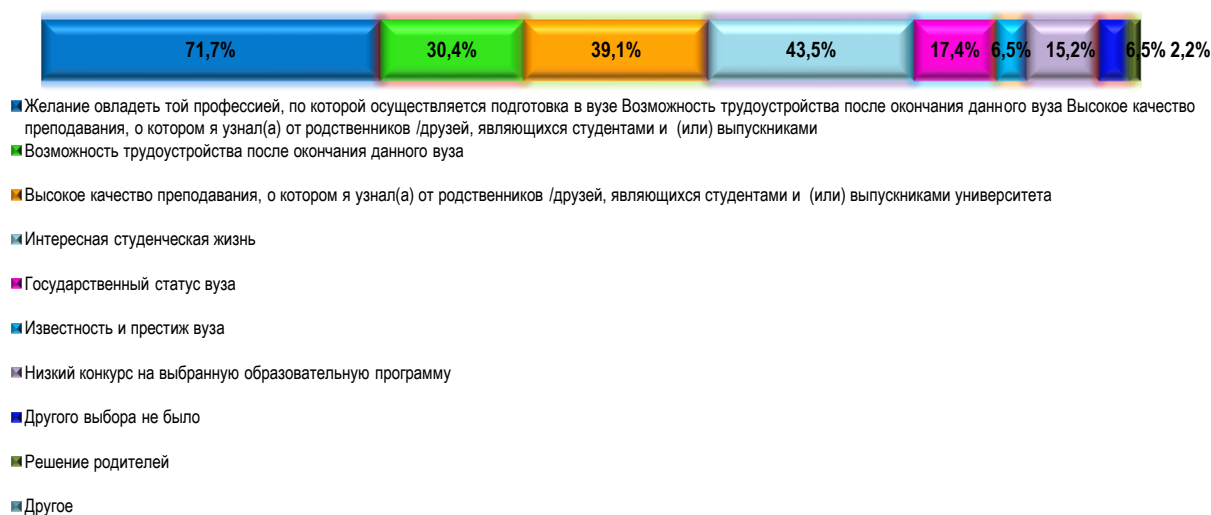 71,7% 30,4% 39,1% 43,5% 17,4% 6,5% 15,2% 6,5% 2,2%
Желание овладеть той профессией, по которой осуществляется подготовка в вузе Возможность трудоустройства после окончания данного вуза Высокое качество
преподавания, о котором я узнал(а) от родственников /друзей, являющихся студентами и (или) выпускниками
Возможность трудоустройства после окончания данного вуза
Высокое качество преподавания, о котором я узнал(а) от родственников /друзей, являющихся студентами и (или) выпускниками университета
Интересная студенческая жизнь
Государственный статус вуза
Известность и престиж вуза
Низкий конкурс на выбранную образовательную программу
Другого выбора не было
Решение родителей
Другое